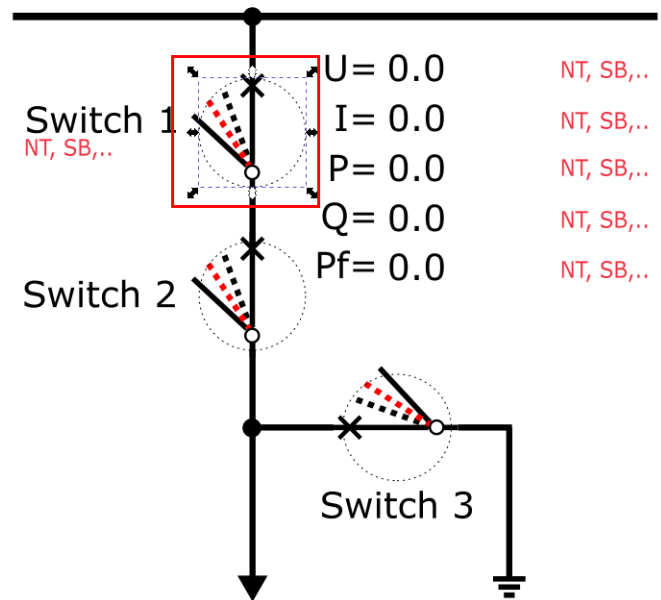 U= 0.0 NT, SB,..
Switch 1 I= 0.0 NT, SB,..
NT, SB,..
P= 0.0 NT, SB,..
Q= 0.0 NT, SB,..
Pf= 0.0 NT, SB,..
Switch 2
Switch 3